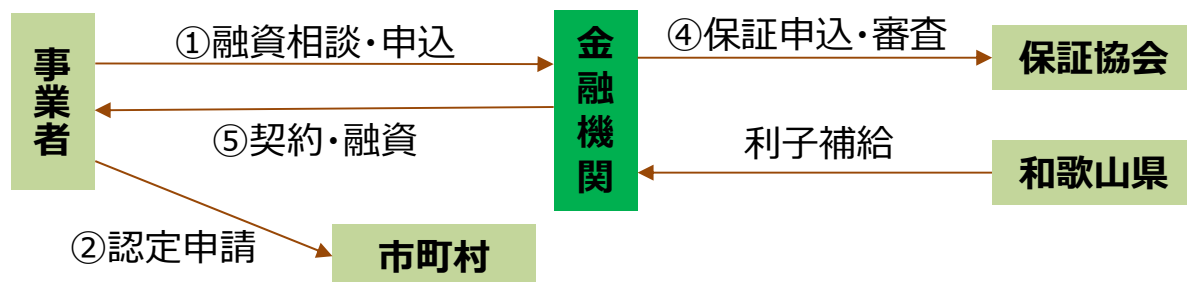 ①融資相談・申込
④保証申込・審査
事業者
金融機関
保証協会
⑤契約・融資
利子補給
和歌山県
②認定申請
市町村